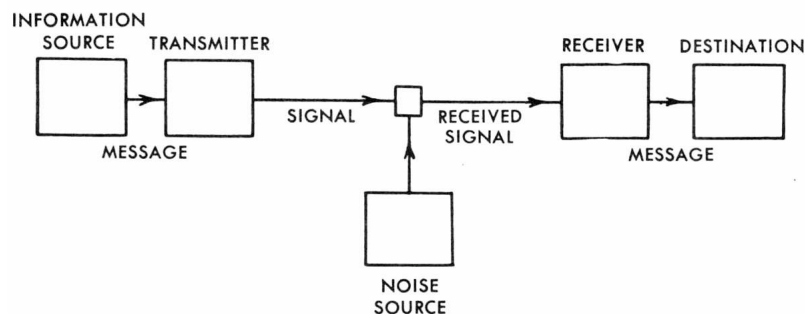 INFORMATION
SOURCE
TRANSMITTER
RECEIVER
DESTINATION
SIGNAL
RECEIVED
SIGNAL
MESSAGE
MESSAGE
NOISE
SOURCE